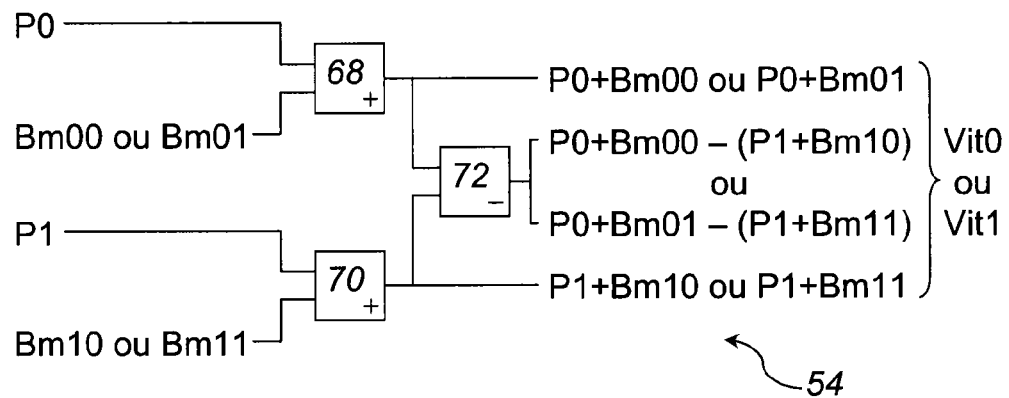 P0
68
+
P0+Bm00 ou P0+Bm01
Bm00 ou Bm01
P0+Bm00 – (P1+Bm10)
Vit0
72
–
ou
ou
P1
P0+Bm01 – (P1+Bm11)
Vit1
70
+
P1+Bm10 ou P1+Bm11
Bm10 ou Bm11
54